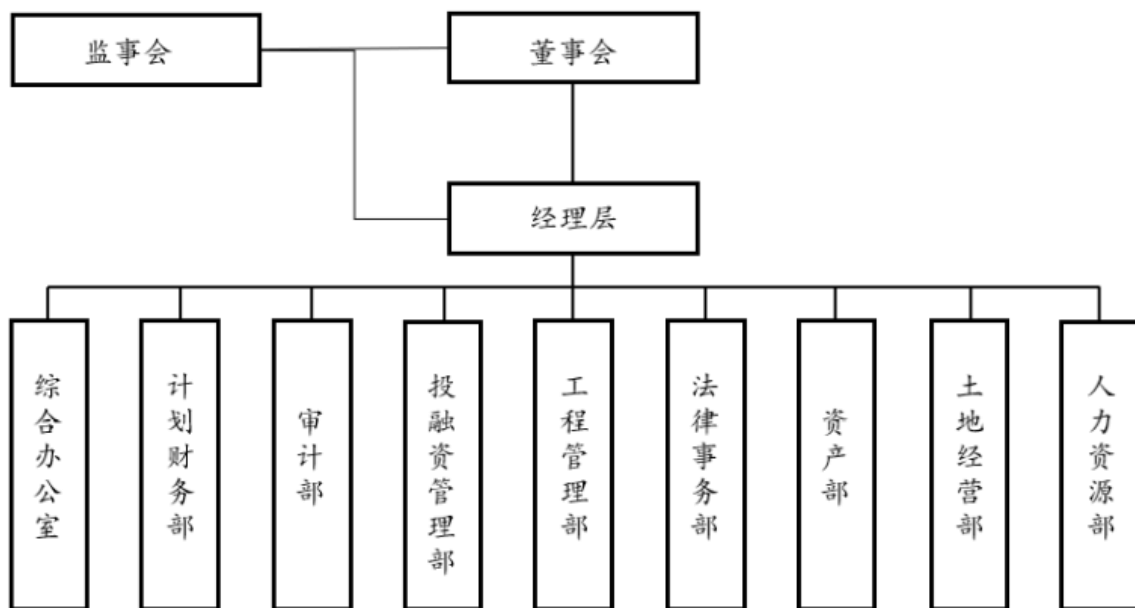 监事会
董事会
经理层
综合办公室
计划财务部
审计部
投融资管理部
工程管理部
法律事务部
资产部
土地经营部
人力资源部